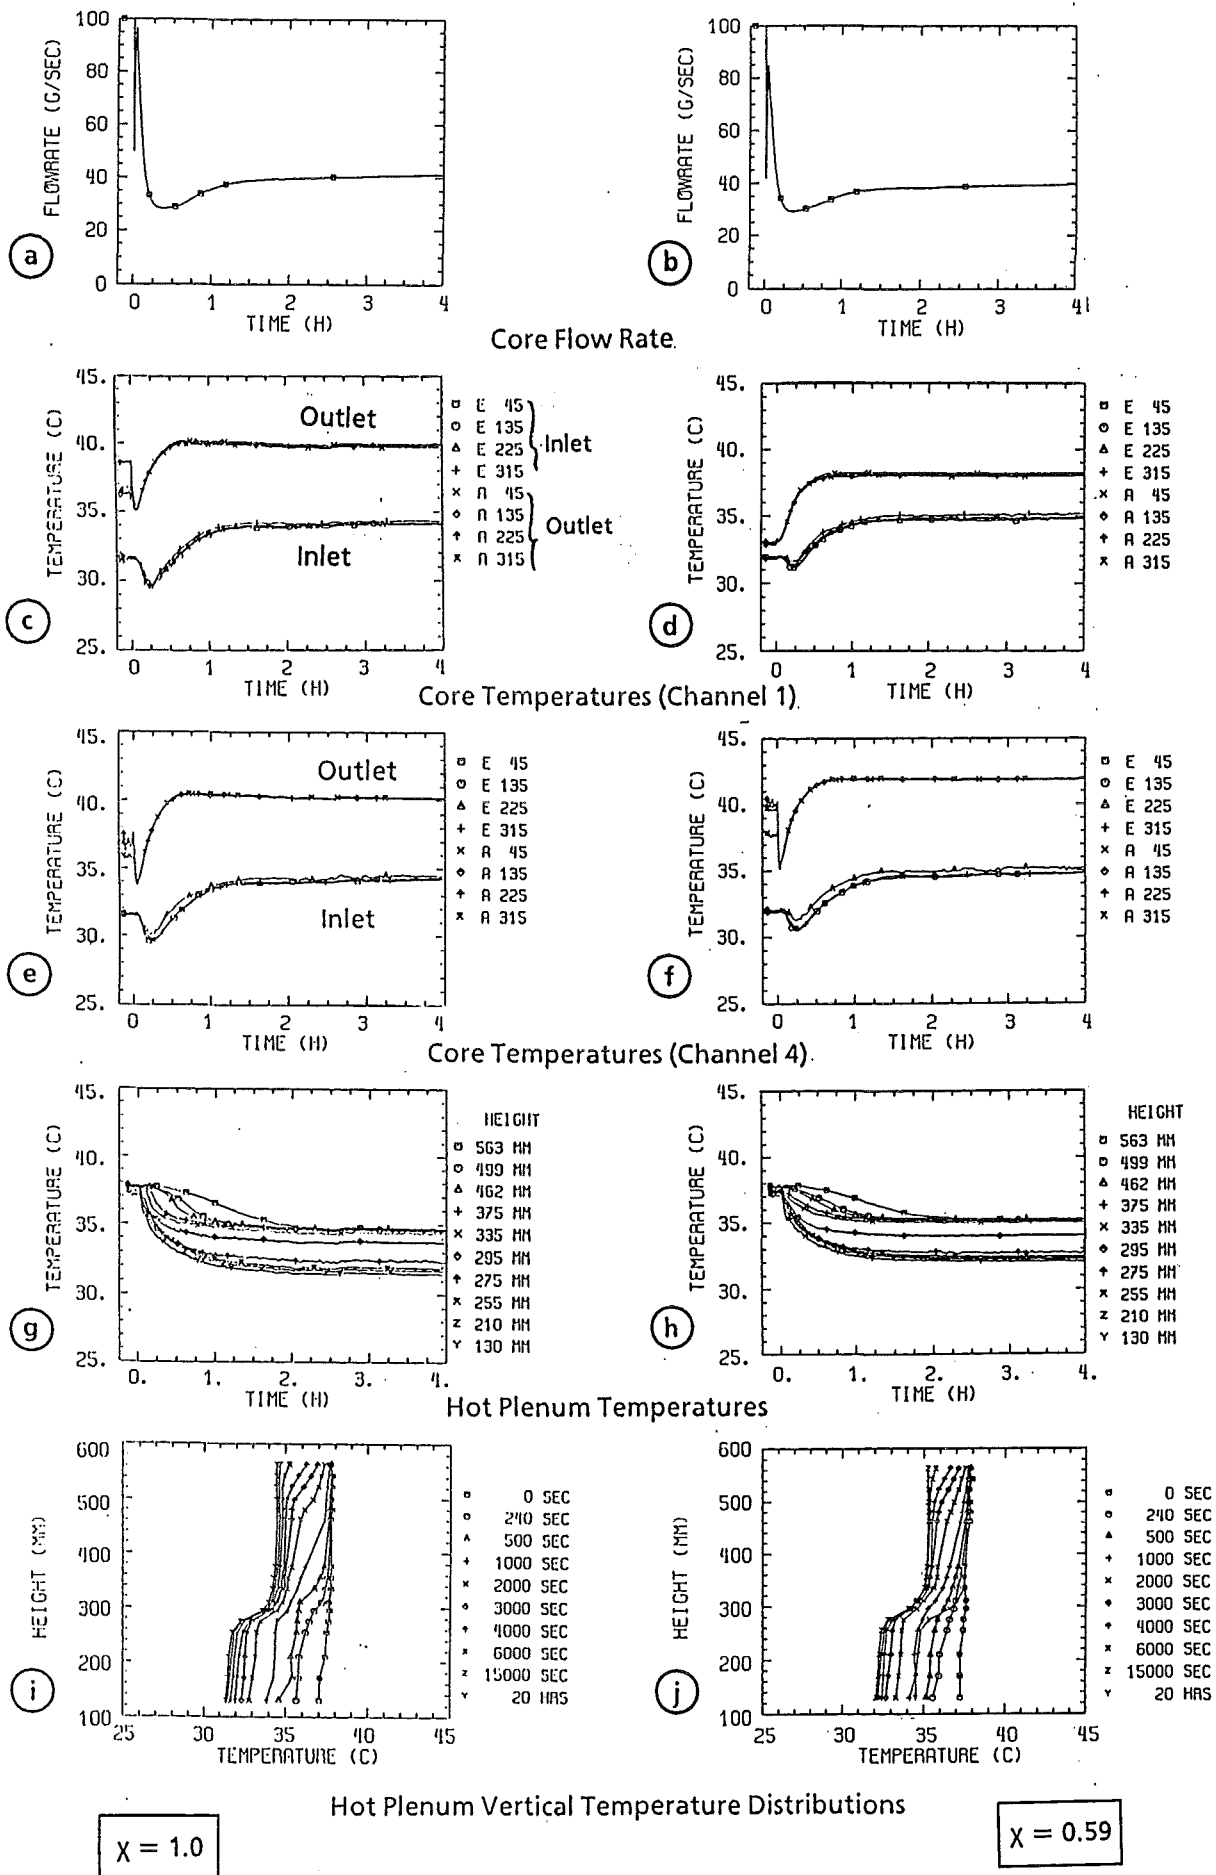 100
80
60
40
20
0
FLOWRATE (G/SEC)
0 1 2 3 4
TIME (H)
a
100
80
60
40
20
0
FLOWRATE (G/SEC)
0 1 2 3 4
TIME (H)
b
Core Flow Rate
45.
40.
35.
30.
25.
TEMPERATURE (C)
Outlet
Inlet
0 1 2 3 4
TIME (H)
E 45
E 135
E 225
E 315
A 45
A 135
A 225
A 315
Inlet
Outlet
c
45.
40.
35.
30.
25.
TEMPERATURE (C)
0 1 2 3 4
TIME (H)
E 45
E 135
E 225
E 315
A 45
A 135
A 225
A 315
d
Core Temperatures (Channel 1)
45.
40.
35.
30.
25.
TEMPERATURE (C)
Outlet
Inlet
0 1 2 3 4
TIME (H)
E 45
E 135
E 225
E 315
A 45
A 135
A 225
A 315
e
45.
40.
35.
30.
25.
TEMPERATURE (C)
0 1 2 3 4
TIME (H)
E 45
E 135
E 225
E 315
A 45
A 135
A 225
A 315
f
Core Temperatures (Channel 4)
45.
40.
35.
30.
25.
TEMPERATURE (C)
0. 1. 2. 3. 4.
TIME (H)
HEIGHT
563 MM
499 MM
462 MM
375 MM
335 MM
295 MM
275 MM
255 MM
210 MM
130 MM
g
45.
40.
35.
30.
25.
TEMPERATURE (C)
0. 1. 2. 3. 4.
TIME (H)
HEIGHT
563 MM
499 MM
462 MM
375 MM
335 MM
295 MM
275 MM
255 MM
210 MM
130 MM
h
Hot Plenum Temperatures
600
500
400
300
200
100
HEIGHT (MM)
25 30 35 40 45
TEMPERATURE (C)
0 SEC
240 SEC
500 SEC
1000 SEC
2000 SEC
3000 SEC
4000 SEC
6000 SEC
15000 SEC
20 HRS
i
600
500
400
300
200
100
HEIGHT (MM)
25 30 35 40 45
TEMPERATURE (C)
0 SEC
240 SEC
500 SEC
1000 SEC
2000 SEC
3000 SEC
4000 SEC
6000 SEC
15000 SEC
20 HRS
j
Hot Plenum Vertical Temperature Distributions
χ = 1.0
χ = 0.59